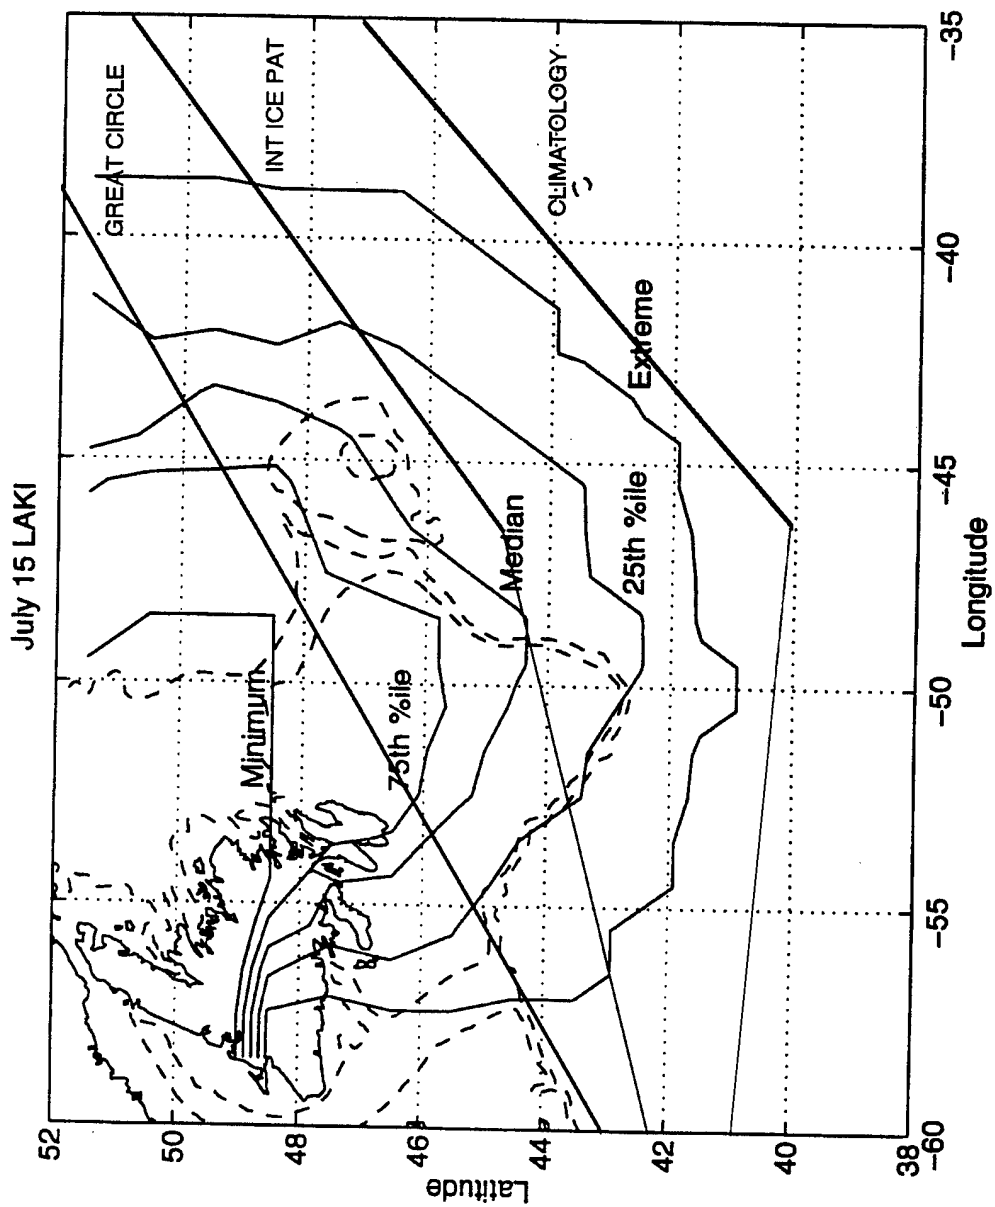 July 15 LAKI
GREAT CIRCLE
INT ICE PAT
CLIMATOLOGY
Minimum
75th %ile
Median
25th %ile
Extreme
Latitude
52
50
48
46
44
42
40
38
-60
-55
-50
-45
-40
-35
Longitude